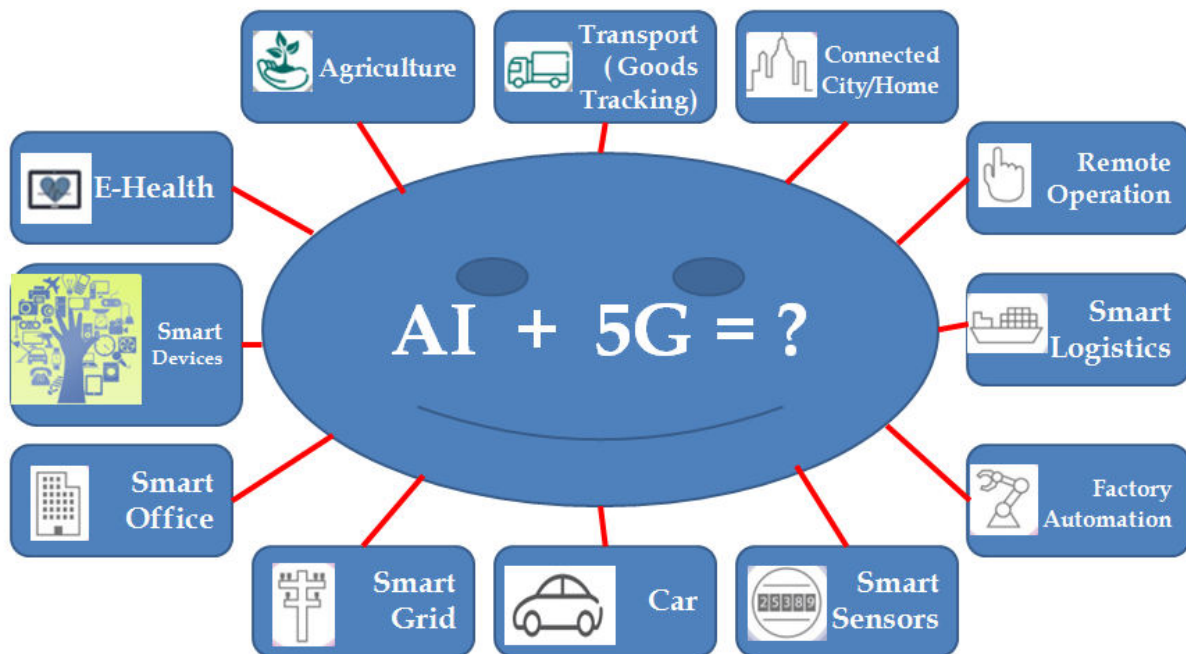 Agriculture
Transport
( Goods
Tracking)
Connected
City/Home
E-Health
Remote
Operation
Smart
Devices
AI + 5G = ?
Smart
Logistics
Smart
Office
Factory
Automation
Smart
Grid
Car
25389
Smart
Sensors